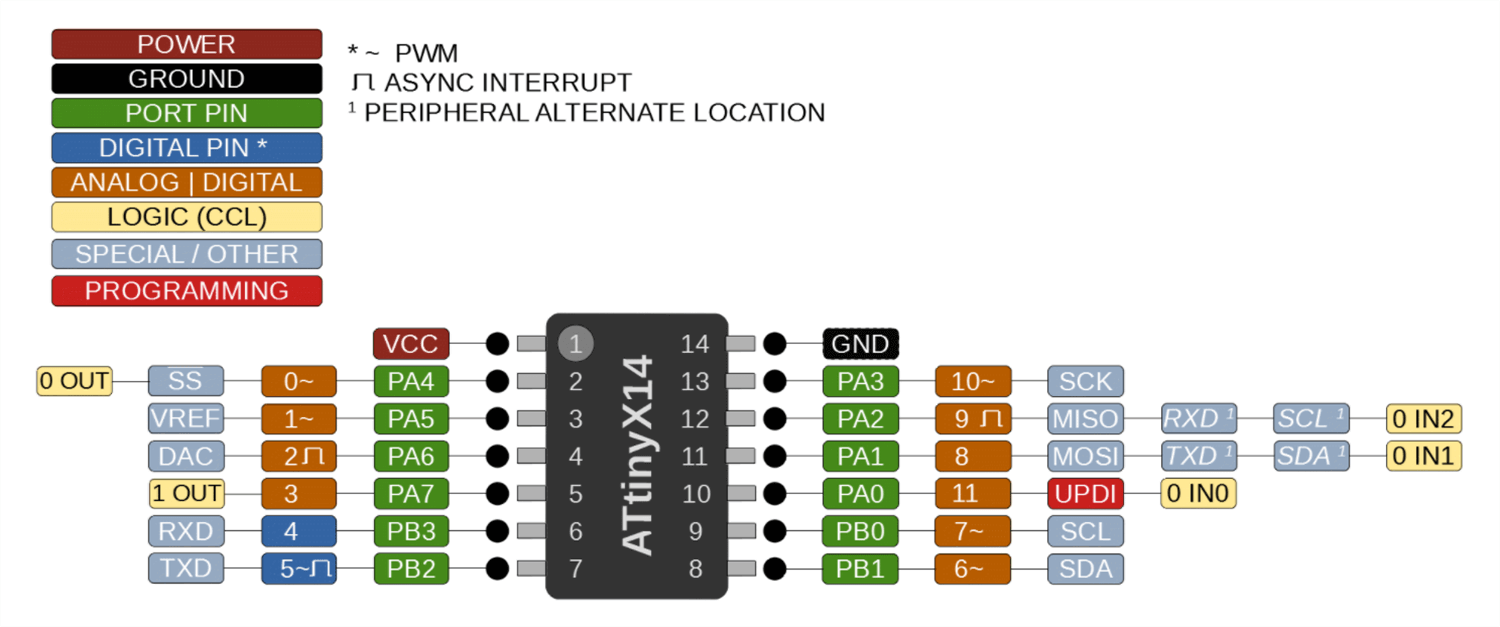 POWER
GROUND
PORT PIN
DIGITAL PIN *
ANALOG | DIGITAL
LOGIC (CCL)
SPECIAL / OTHER
PROGRAMMING
* ~ PWM
ASYNC INTERRUPT
¹ PERIPHERAL ALTERNATE LOCATION
VCC 1 14 GND
0 OUT SS 0~ PA4 2 13 PA3 10~ SCK
VREF 1~ PA5 3 12 PA2 9 MISO RXD ¹ SCL ¹ 0 IN2
DAC 2 PA6 4 11 PA1 8 MOSI TXD ¹ SDA ¹ 0 IN1
1 OUT 3 PA7 5 10 PA0 11 UPDI 0 IN0
RXD 4 PB3 6 9 PB0 7~ SCL
TXD 5~ PB2 7 8 PB1 6~ SDA
ATtinyX14